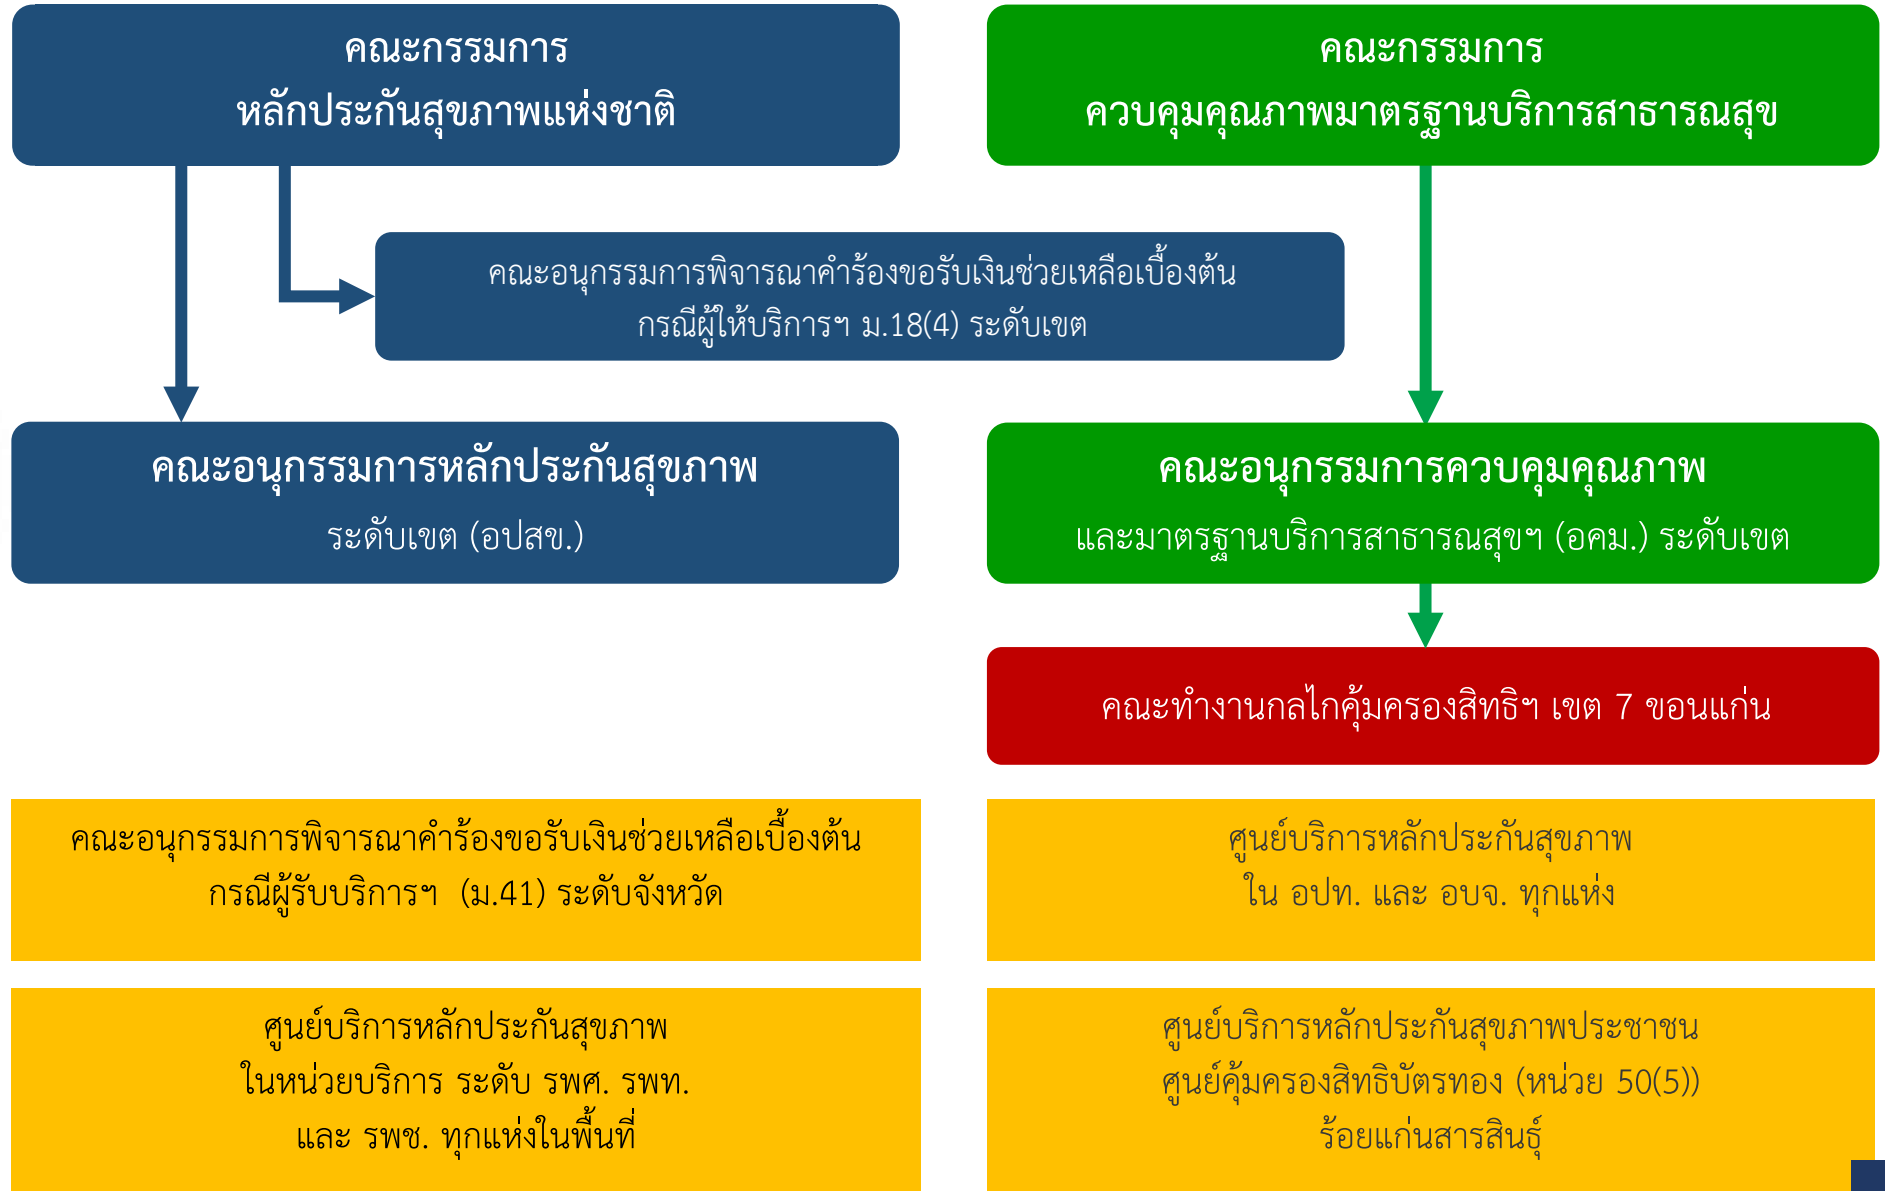 คณะกรรมการ
หลักประกันสุขภาพแห่งชาติ
คณะกรรมการ
ควบคุมคุณภาพมาตรฐานบริการสาธารณสุข
คณะอนุกรรมการพิจารณาคำร้องขอรับเงินช่วยเหลือเบื้องต้น
กรณีผู้ให้บริการฯ ม.18(4) ระดับเขต
คณะอนุกรรมการหลักประกันสุขภาพ
ระดับเขต (อปสข.)
คณะอนุกรรมการควบคุมคุณภาพ
และมาตรฐานบริการสาธารณสุขฯ (อคม.) ระดับเขต
คณะทำงานกลไกคุ้มครองสิทธิฯ เขต 7 ขอนแก่น
คณะอนุกรรมการพิจารณาคำร้องขอรับเงินช่วยเหลือเบื้องต้น
กรณีผู้รับบริการฯ (ม.41) ระดับจังหวัด
ศูนย์บริการหลักประกันสุขภาพ
ใน อปท. และ อบจ. ทุกแห่ง
ศูนย์บริการหลักประกันสุขภาพ
ในหน่วยบริการ ระดับ รพศ. รพท.
และ รพช. ทุกแห่งในพื้นที่
ศูนย์บริการหลักประกันสุขภาพประชาชน
ศูนย์คุ้มครองสิทธิบัตรทอง (หน่วย 50(5))
ร้อยแก่นสารสินธุ์